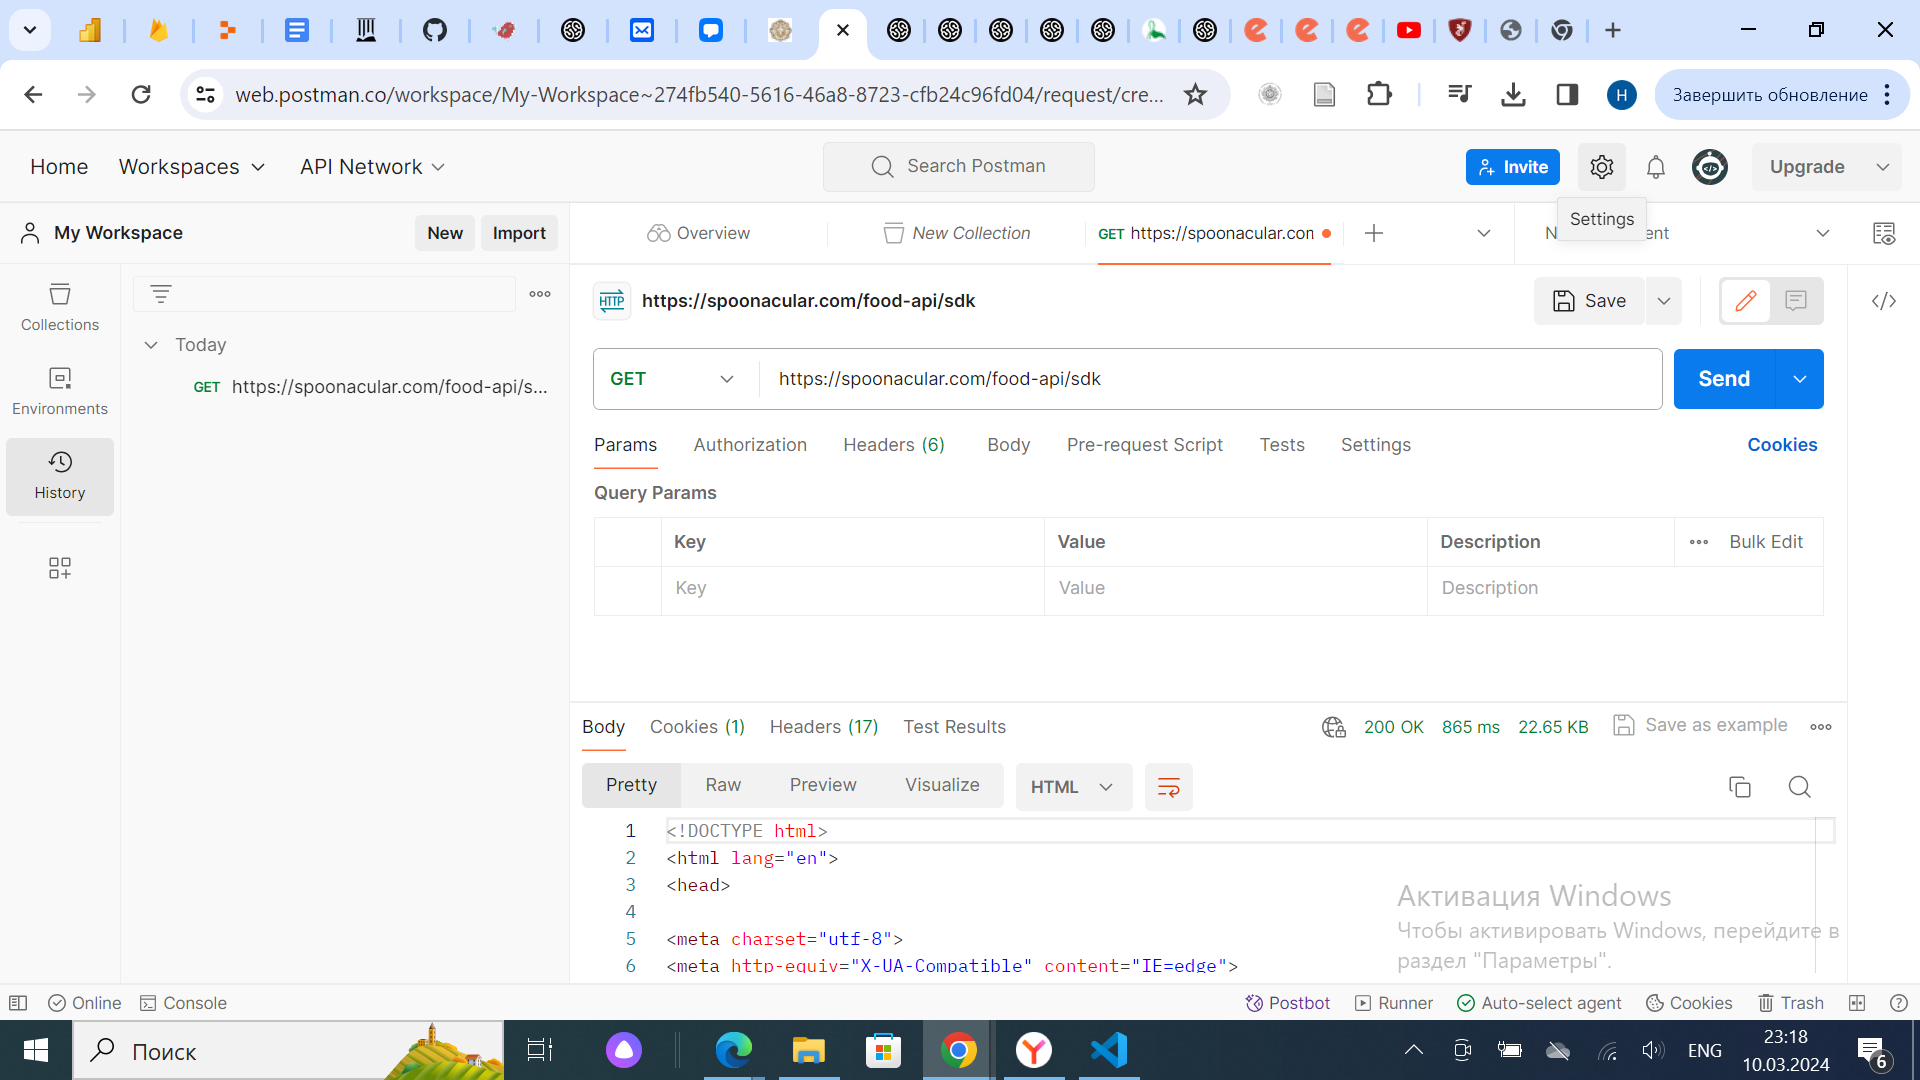 web.postman.co/workspace/My-Workspace~274fb540-5616-46a8-8723-cfb24c96fd04/request/cre...
H
Завершить обновление
Home
Workspaces
API Network
Search Postman
Invite
Upgrade
Settings
My Workspace
New
Import
Overview
New Collection
GET https://spoonacular.con
Collections
Environments
History
Today
GET https://spoonacular.com/food-api/s...
HTTP
https://spoonacular.com/food-api/sdk
Save
GET
https://spoonacular.com/food-api/sdk
Send
Params
Authorization
Headers (6)
Body
Pre-request Script
Tests
Settings
Cookies
Query Params
Key
Value
Description
Bulk Edit
Key
Value
Description
Body
Cookies (1)
Headers (17)
Test Results
200 OK
865 ms
22.65 KB
Save as example
Pretty
Raw
Preview
Visualize
HTML
1 <!DOCTYPE html>
2 <html lang="en">
3 <head>
4
5 <meta charset="utf-8">
6 <meta http-equiv="X-UA-Compatible" content="IE=edge">
Активация Windows
Чтобы активировать Windows, перейдите в
раздел "Параметры".
Online
Console
Postbot
Runner
Auto-select agent
Cookies
Trash
Поиск
ENG
23:18
10.03.2024
6